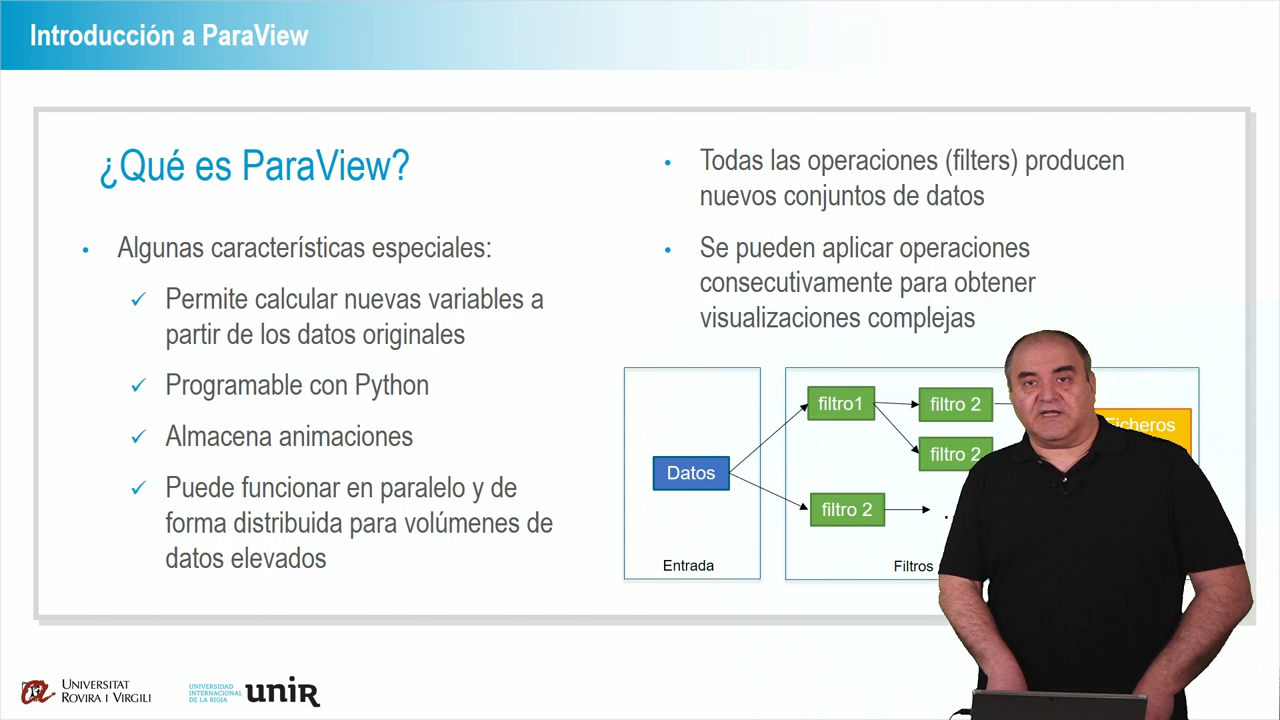 Introducción a ParaView
¿Qué es ParaView?
Algunas características especiales:
Permite calcular nuevas variables a
partir de los datos originales
Programable con Python
Almacena animaciones
Puede funcionar en paralelo y de
forma distribuida para volúmenes de
datos elevados
Todas las operaciones (filters) producen
nuevos conjuntos de datos
Se pueden aplicar operaciones
consecutivamente para obtener
visualizaciones complejas
Datos
Entrada
filtro1
filtro 2
filtro 2
filtro 2
Filtros
Ficheros
UNIVERSITAT
ROVIRA I VIRGILI
UNIVERSIDAD
INTERNACIONAL
DE LA RIOJA
unir